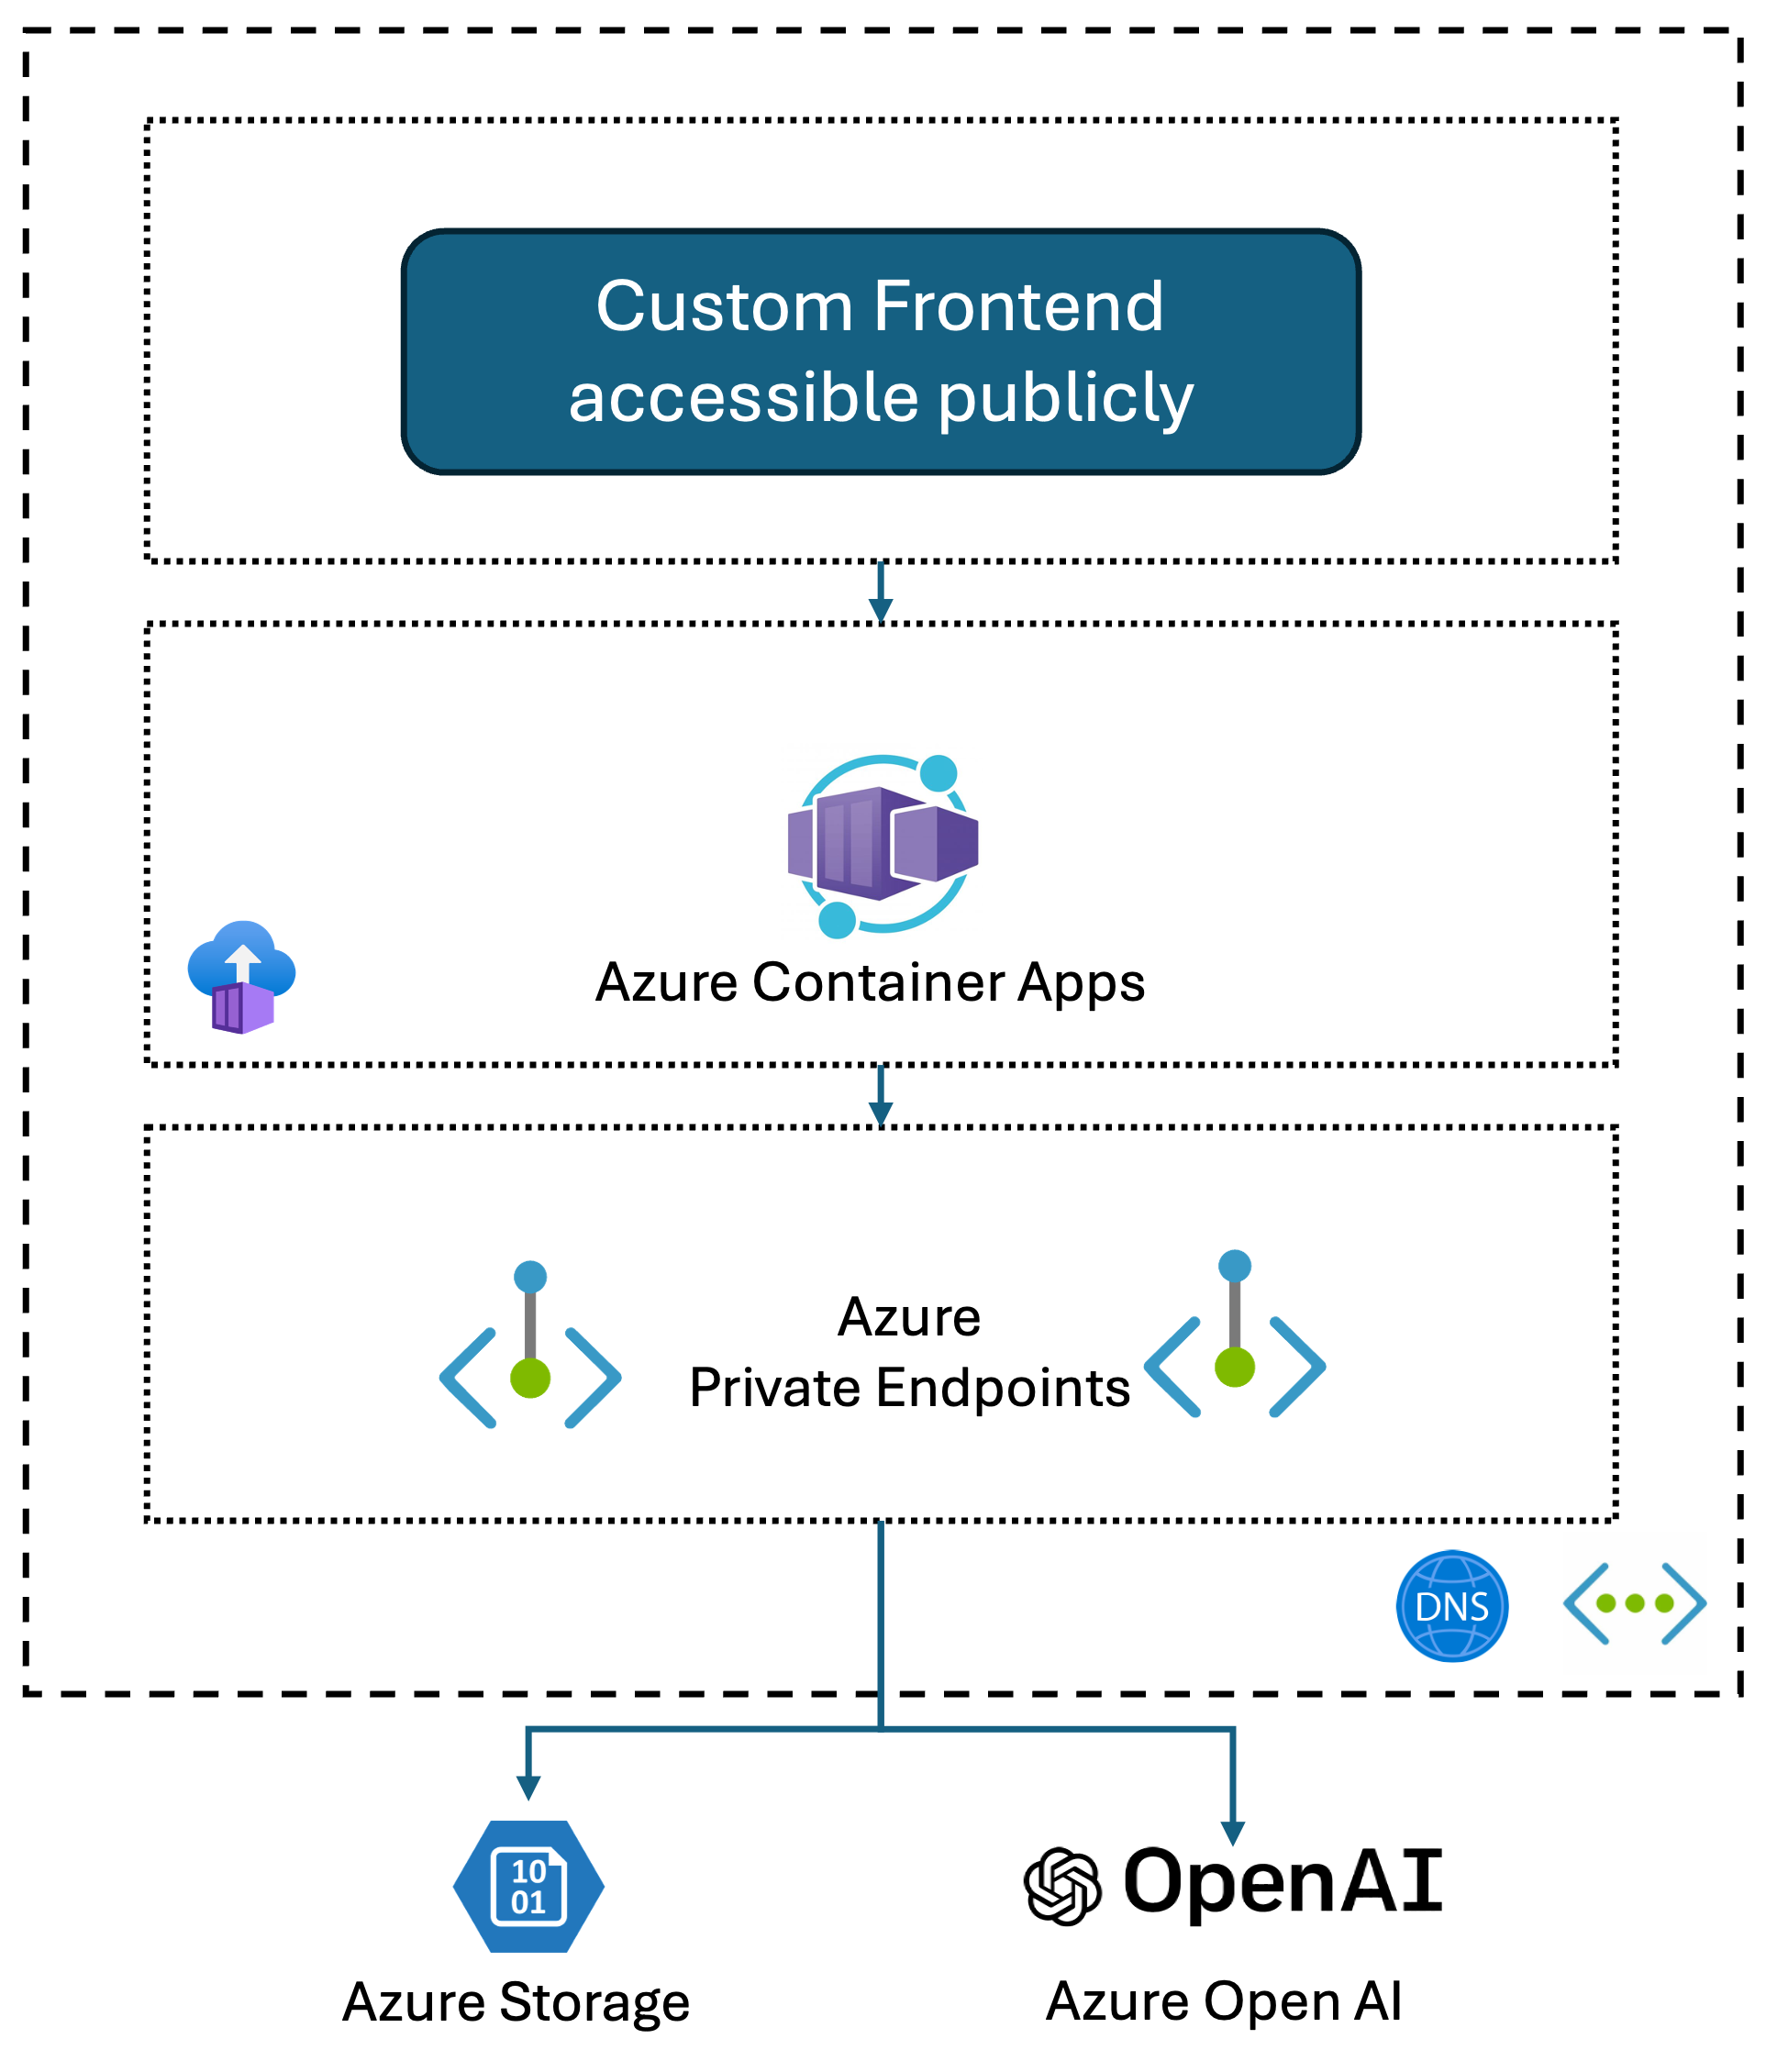 Custom Frontend
accessible publicly
Azure Container Apps
Azure
Private Endpoints
DNS
10
01
OpenAI
Azure Storage
Azure Open AI